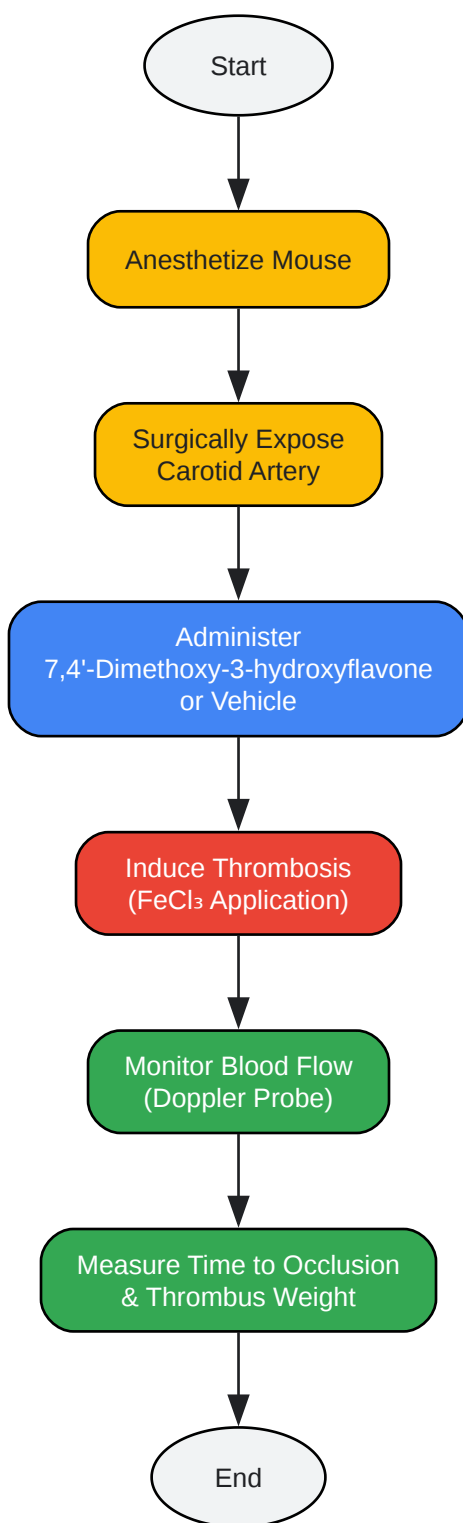 Start
Anesthetize Mouse
Surgically Expose
Carotid Artery
Administer
7,4'-Dimethoxy-3-hydroxyflavone
or Vehicle
Induce Thrombosis
(FeCl₃ Application)
Monitor Blood Flow
(Doppler Probe)
Measure Time to Occlusion
& Thrombus Weight
End